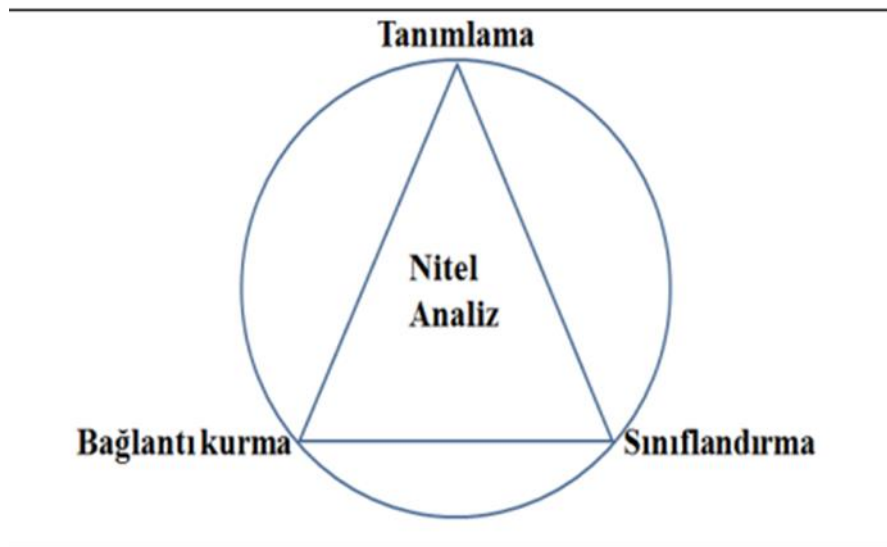 Tanımlama
Nitel
Analiz
Bağlantı kurma
Sınıflandırma